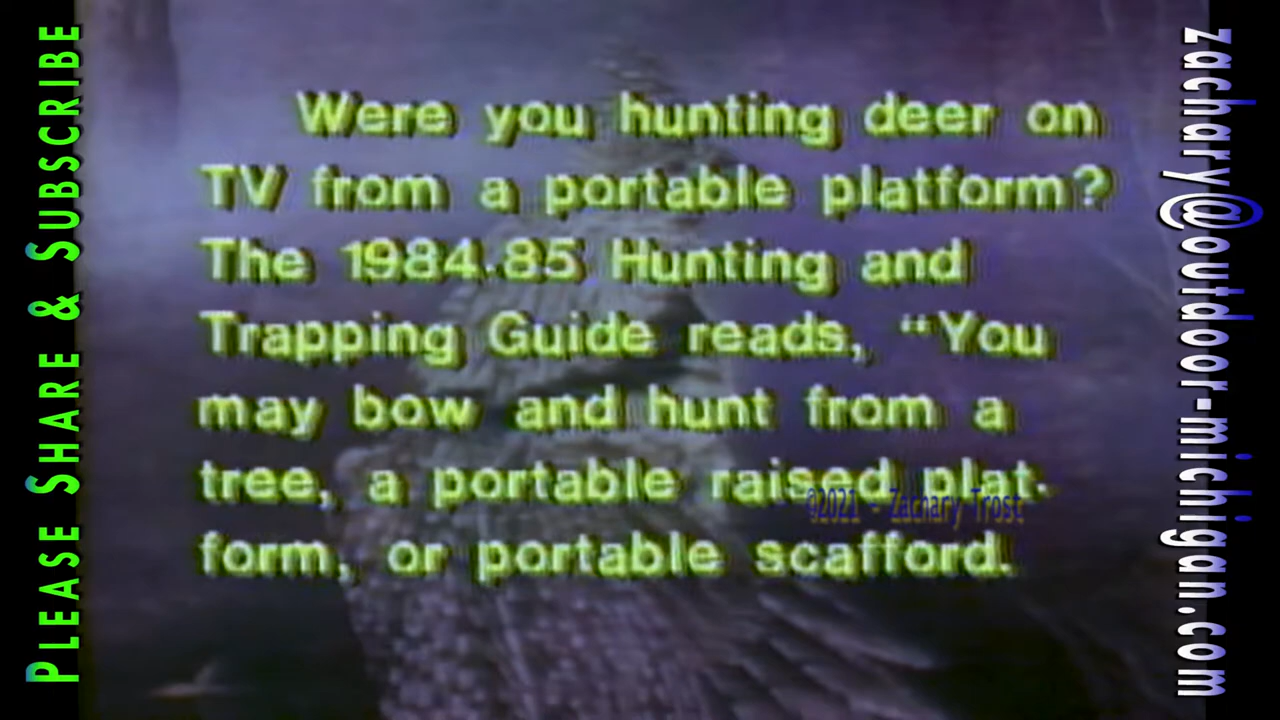 PLEASE SHARE & SUBSCRIBE
Were you hunting deer on
TV from a portable platform?
The 1984-85 Hunting and
Trapping Guide reads, “You
may bow and hunt from a
tree, a portable raised plat-
form, or portable scafford.
©2021 - Zachary Trost
zachary@outdoor-michigan.com